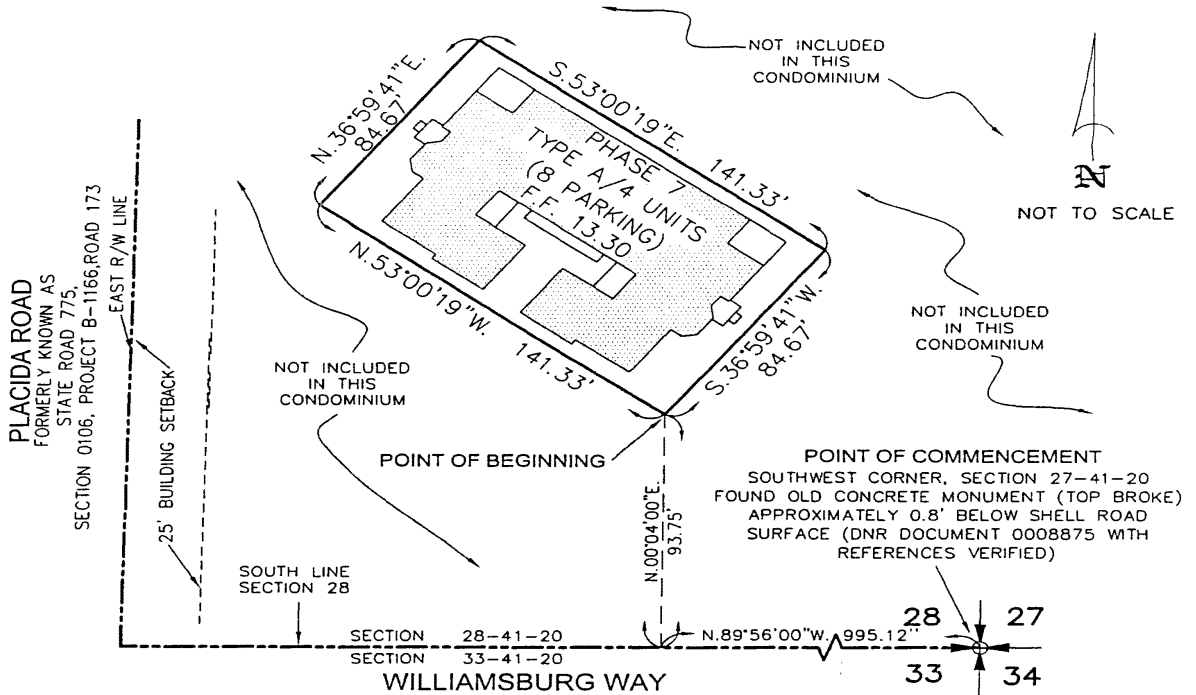 NOT INCLUDED
IN THIS
CONDOMINIUM
N.36°59'41"E.
84.67'
S.53°00'19"E. 141.33'
PHASE 7
TYPE A/4 UNITS
(8 PARKING)
F.F. 13.30
N
NOT TO SCALE
PLACIDA ROAD
FORMERLY KNOWN AS
STATE ROAD 775,
SECTION 0106, PROJECT B-1166,ROAD 173
EAST R/W LINE
25' BUILDING SETBACK
N.53°00'19"W. 141.33'
S.36°59'41"W.
84.67'
NOT INCLUDED
IN THIS
CONDOMINIUM
NOT INCLUDED
IN THIS
CONDOMINIUM
POINT OF BEGINNING
N.00°04'00"E.
93.75'
POINT OF COMMENCEMENT
SOUTHWEST CORNER, SECTION 27-41-20
FOUND OLD CONCRETE MONUMENT (TOP BROKE)
APPROXIMATELY 0.8' BELOW SHELL ROAD
SURFACE (DNR DOCUMENT 0008875 WITH
REFERENCES VERIFIED)
SOUTH LINE
SECTION 28
SECTION 28-41-20
SECTION 33-41-20
N.89°56'00"W. 995.12'
28 27
33 34
WILLIAMSBURG WAY